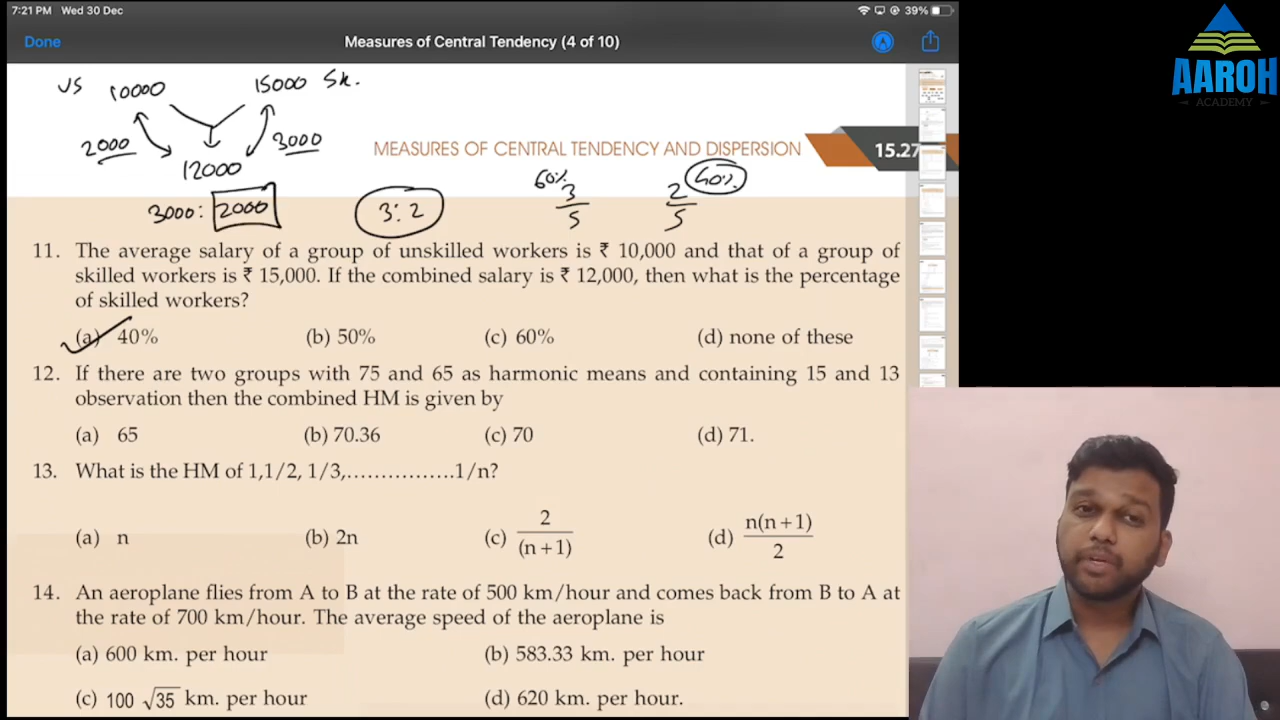 7:21 PM Wed 30 Dec
39%
Done
Measures of Central Tendency (4 of 10)
AAROH
ACADEMY
US 10000 15000 Sk.
2000 3000
12000
MEASURES OF CENTRAL TENDENCY AND DISPERSION 15.27
3000 : 2000 3:2 60% 3/5 2/5 40%
11. The average salary of a group of unskilled workers is ₹ 10,000 and that of a group of
skilled workers is ₹ 15,000. If the combined salary is ₹ 12,000, then what is the percentage
of skilled workers?
(a) 40% (b) 50% (c) 60% (d) none of these
12. If there are two groups with 75 and 65 as harmonic means and containing 15 and 13
observation then the combined HM is given by
(a) 65 (b) 70.36 (c) 70 (d) 71.
13. What is the HM of 1,1/2, 1/3,................1/n?
(a) n (b) 2n (c) 2/(n+1) (d) n(n+1)/2
14. An aeroplane flies from A to B at the rate of 500 km/hour and comes back from B to A at
the rate of 700 km/hour. The average speed of the aeroplane is
(a) 600 km. per hour (b) 583.33 km. per hour
(c) 100 √35 km. per hour (d) 620 km. per hour.